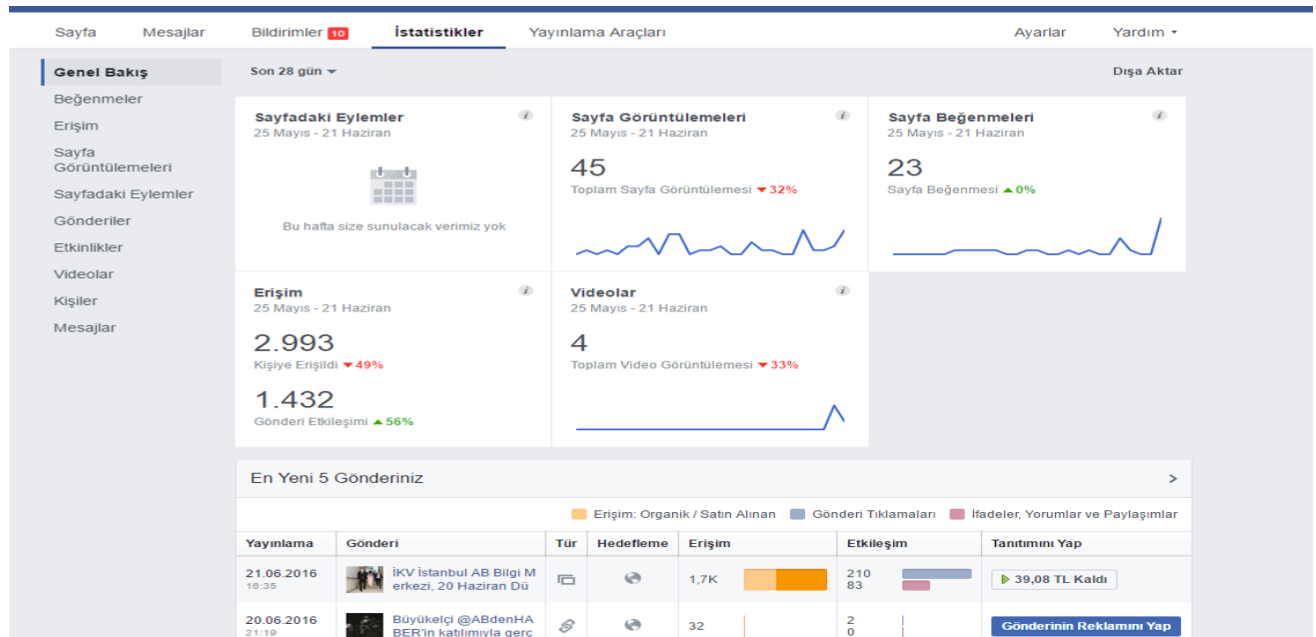 Sayfa Mesajlar Bildirimler 10 İstatistikler Yayınlama Araçları Ayarlar Yardım
Genel Bakış
Beğenmeler
Erişim
Sayfa
Görüntülemeleri
Sayfadaki Eylemler
Gönderiler
Etkinlikler
Videolar
Kişiler
Mesajlar
Son 28 gün Dışa Aktar
Sayfadaki Eylemler
25 Mayıs - 21 Haziran
Bu hafta size sunulacak verimiz yok
Sayfa Görüntülemeleri
25 Mayıs - 21 Haziran
45
Toplam Sayfa Görüntülemesi 32%
Sayfa Beğenmeleri
25 Mayıs - 21 Haziran
23
Sayfa Beğenmesi 0%
Erişim
25 Mayıs - 21 Haziran
2.993
Kişiye Erişildi 49%
1.432
Gönderi Etkileşimi 56%
Videolar
25 Mayıs - 21 Haziran
4
Toplam Video Görüntülemesi 33%
En Yeni 5 Gönderiniz
Erişim: Organik / Satın Alınan Gönderi Tıklamaları İfadeler, Yorumlar ve Paylaşımlar
Yayınlama Gönderi Tür Hedefleme Erişim Etkileşim Tanıtımını Yap
21.06.2016
16:35
İKV İstanbul AB Bilgi M
erkezi, 20 Haziran Dü
1,7K
210
83
39,08 TL Kaldı
20.06.2016
21:19
Büyükelçi @ABdenHA
BER'in katılımıyla gerç
32
2
0
Gönderinin Reklamını Yap